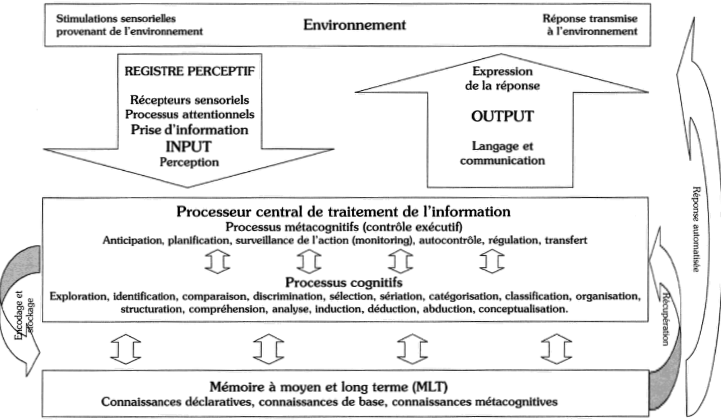 Stimulations sensorielles
provenant de l'environnement
Environnement
Réponse transmise
à l'environnement
REGISTRE PERCEPTIF
Récepteurs sensoriels
Processus attentionnels
Prise d'information
INPUT
Perception
Expression
de la réponse
OUTPUT
Langage et
communication
Processeur central de traitement de l'information
Processus métacognitifs (contrôle exécutif)
Anticipation, planification, surveillance de l'action (monitoring), autocontrôle, régulation, transfert
Processus cognitifs
Exploration, identification, comparaison, discrimination, sélection, sériation, catégorisation, classification, organisation,
structuration, compréhension, analyse, induction, déduction, abduction, conceptualisation.
Encodage et
stockage
Récupération
Réponse automatisée
Mémoire à moyen et long terme (MLT)
Connaissances déclaratives, connaissances de base, connaissances métacognitives